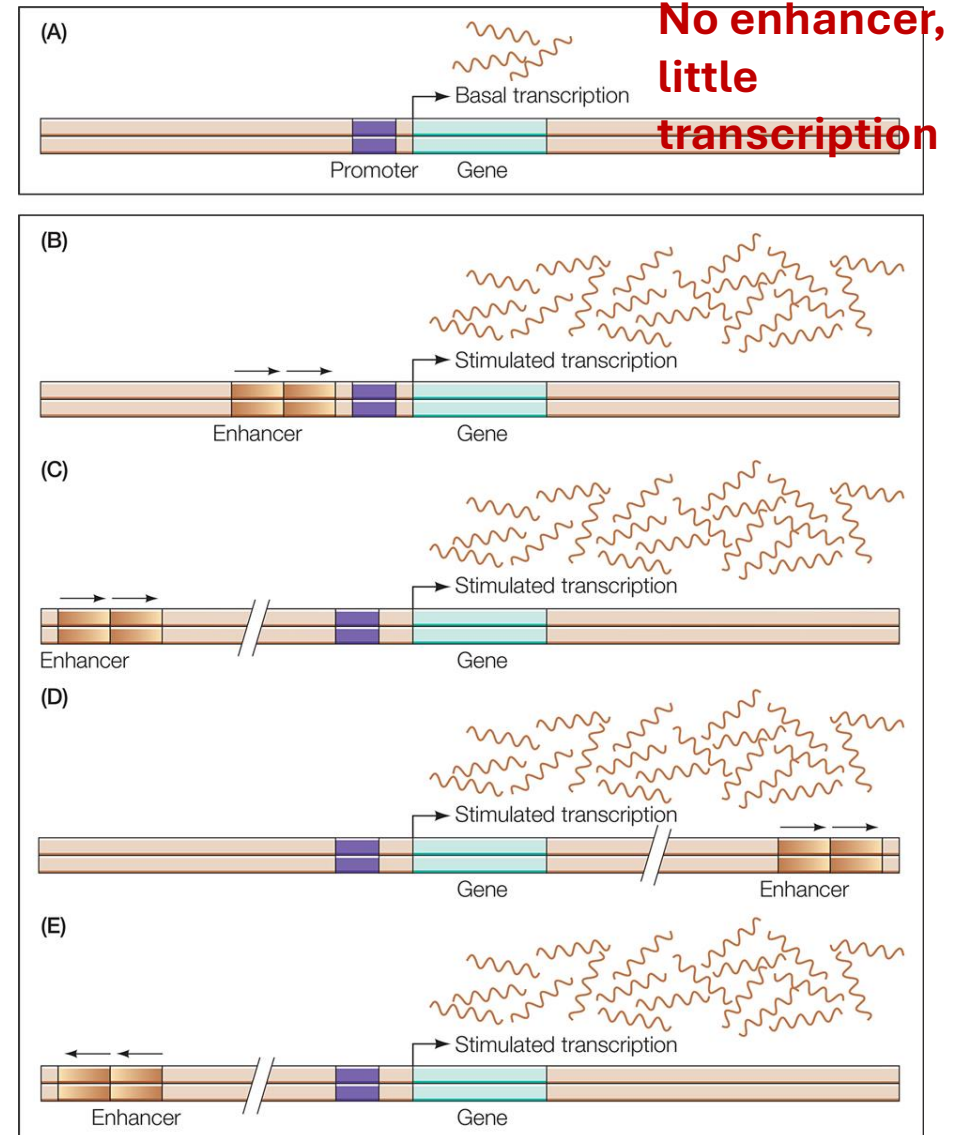 (A)
No enhancer,
little
transcription
Basal transcription
Promoter Gene
(B)
Stimulated transcription
Enhancer Gene
(C)
Stimulated transcription
Enhancer Gene
(D)
Stimulated transcription
Gene Enhancer
(E)
Stimulated transcription
Enhancer Gene